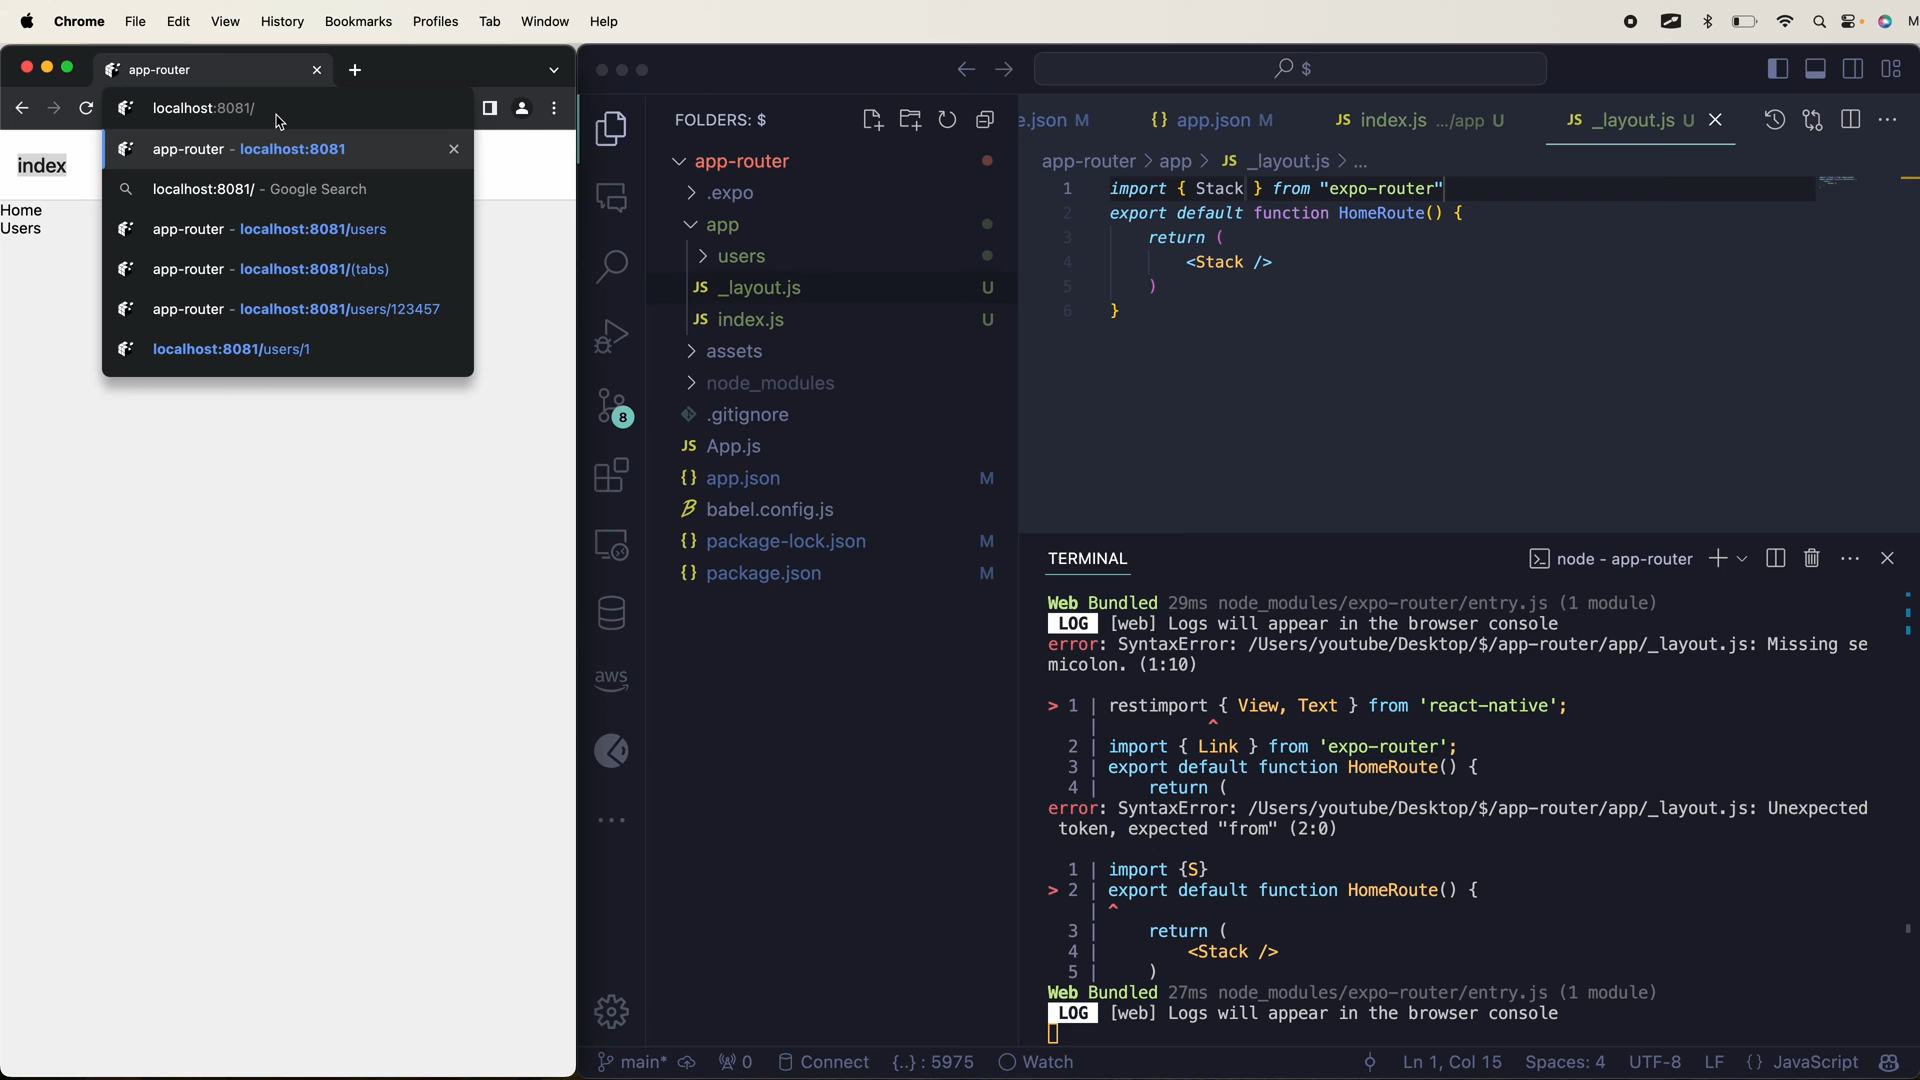 Chrome File Edit View History Bookmarks Profiles Tab Window Help
app-router
localhost:8081/
app-router - localhost:8081
localhost:8081/ - Google Search
app-router - localhost:8081/users
app-router - localhost:8081/(tabs)
app-router - localhost:8081/users/123457
localhost:8081/users/1
index
Home
Users
$
FOLDERS: $
app-router
.expo
app
users
JS _layout.js U
JS index.js U
assets
node_modules
.gitignore
JS App.js
{} app.json M
babel.config.js
{} package-lock.json M
{} package.json M
8
aws
e.json M {} app.json M JS index.js .../app U JS _layout.js U
app-router > app > JS _layout.js > ...
1 import { Stack } from "expo-router"
2 export default function HomeRoute() {
3 return (
4 <Stack />
5 )
6 }
TERMINAL
node - app-router
Web Bundled 29ms node_modules/expo-router/entry.js (1 module)
LOG [web] Logs will appear in the browser console
error: SyntaxError: /Users/youtube/Desktop/$/app-router/app/_layout.js: Missing se
micolon. (1:10)
> 1 | restimport { View, Text } from 'react-native';
| ^
2 | import { Link } from 'expo-router';
3 | export default function HomeRoute() {
4 | return (
error: SyntaxError: /Users/youtube/Desktop/$/app-router/app/_layout.js: Unexpected
token, expected "from" (2:0)
1 | import {S}
> 2 | export default function HomeRoute() {
| ^
3 | return (
4 | <Stack />
5 | )
Web Bundled 27ms node_modules/expo-router/entry.js (1 module)
LOG [web] Logs will appear in the browser console
main* 0 Connect {..} : 5975 Watch Ln 1, Col 15 Spaces: 4 UTF-8 LF {} JavaScript